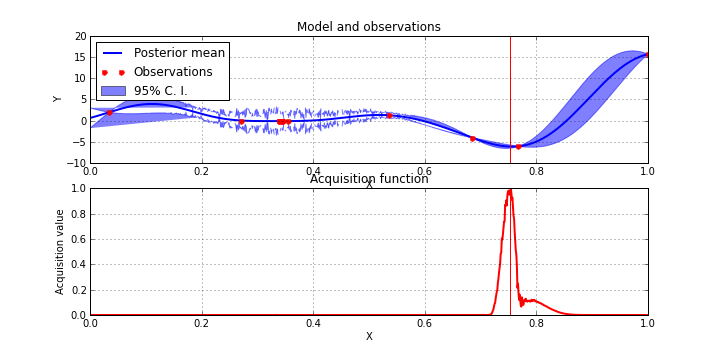 Model and observations
20
15
10
5
0
−5
−10
Y
Posterior mean
Observations
95% C. I.
0.0 0.2 0.4 0.6 0.8 1.0
X
Acquisition function
1.0
0.8
0.6
0.4
0.2
0.0
Acquisition value
0.0 0.2 0.4 0.6 0.8 1.0
X